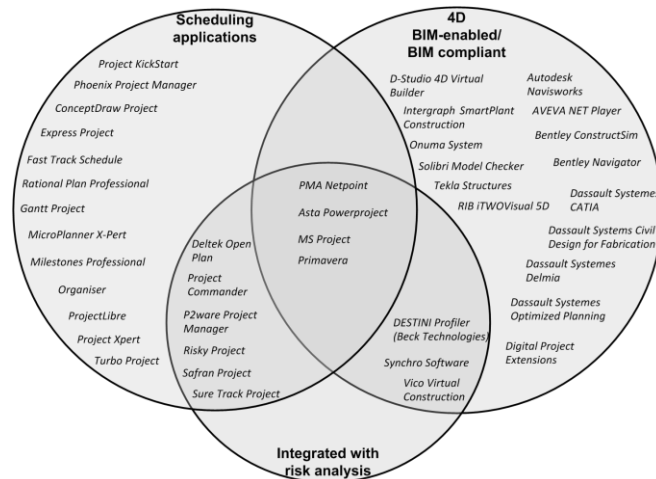 Scheduling
applications
Project KickStart
Phoenix Project Manager
ConceptDraw Project
Express Project
Fast Track Schedule
Rational Plan Professional
Gantt Project
MicroPlanner X-Pert
Milestones Professional
Organiser
ProjectLibre
Project Xpert
Turbo Project
Deltek Open
Plan
Project
Commander
P2ware Project
Manager
Risky Project
Safran Project
Sure Track Project
PMA Netpoint
Asta Powerproject
MS Project
Primavera
4D
BIM-enabled/
BIM compliant
D-Studio 4D Virtual
Builder
Intergraph SmartPlant
Construction
Onuma System
Solibri Model Checker
Tekla Structures
RIB iTWOVisual 5D
Autodesk
Navisworks
AVEVA NET Player
Bentley ConstructSim
Bentley Navigator
Dassault Systemes
CATIA
Dassault Systems Civil
Design for Fabrication
Dassault Systemes
Delmia
Dassault Systemes
Optimized Planning
Digital Project
Extensions
DESTINI Profiler
(Beck Technologies)
Synchro Software
Vico Virtual
Construction
Integrated with
risk analysis